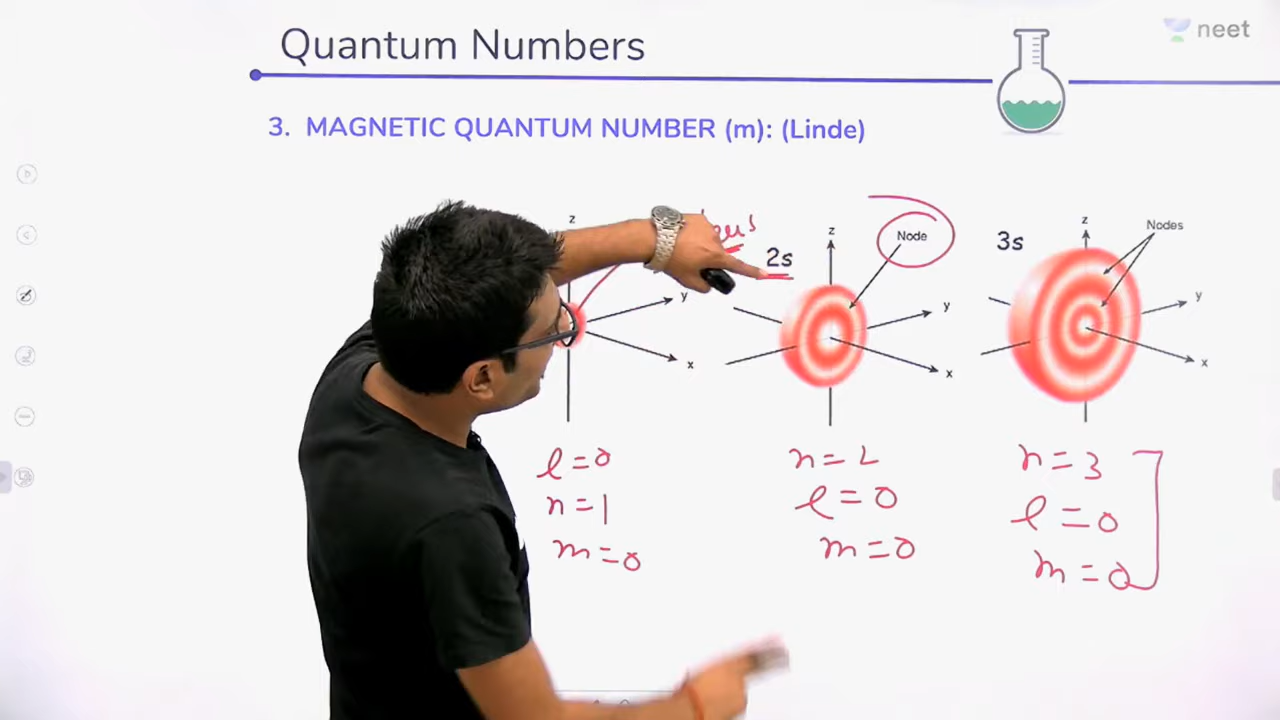 Quantum Numbers
neet
3. MAGNETIC QUANTUM NUMBER (m): (Linde)
z
y
x
2s
z
Node
y
x
3s
z
Nodes
y
x
l=0
n=1
m=0
n=2
l=0
m=0
n=3
l=0
m=0